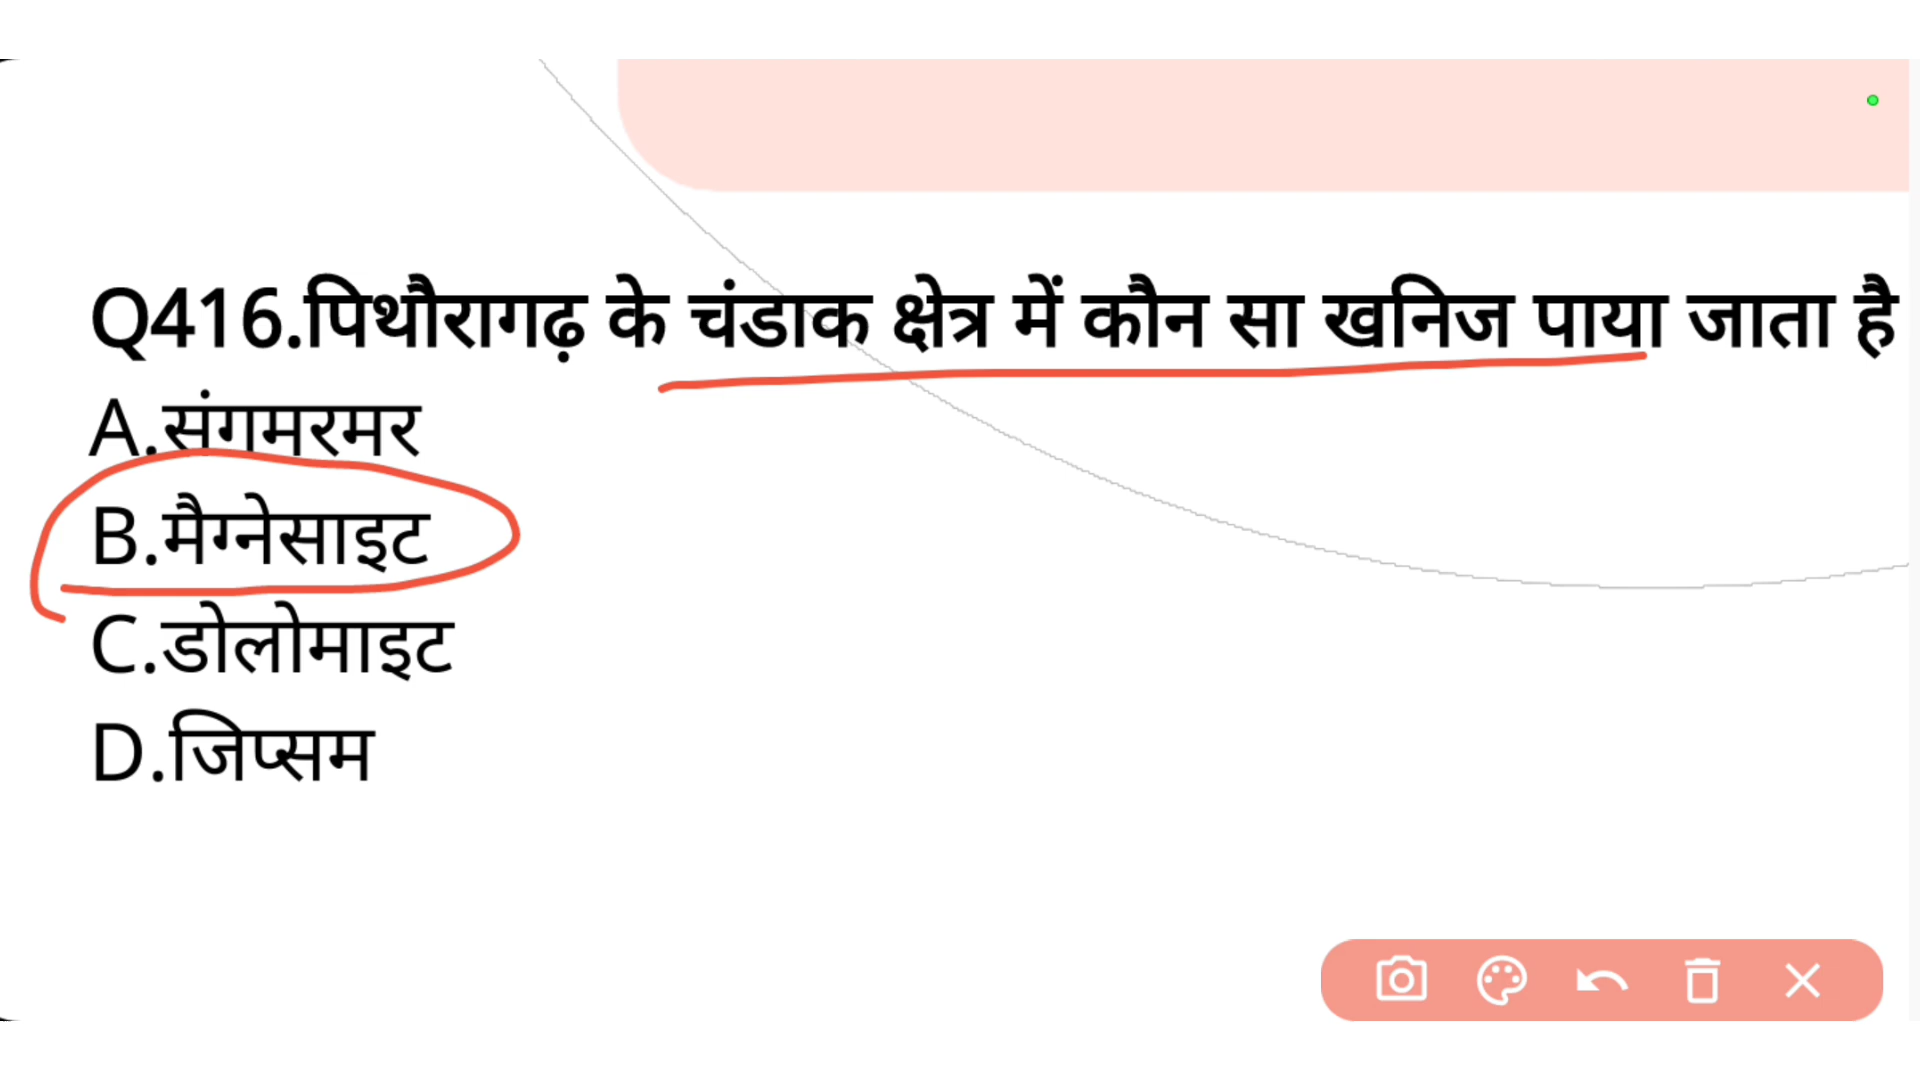 Q416.पिथौरागढ़ के चंडाक क्षेत्र में कौन सा खनिज पाया जाता है
A.संगमरमर
B.मैग्नेसाइट
C.डोलोमाइट
D.जिप्सम